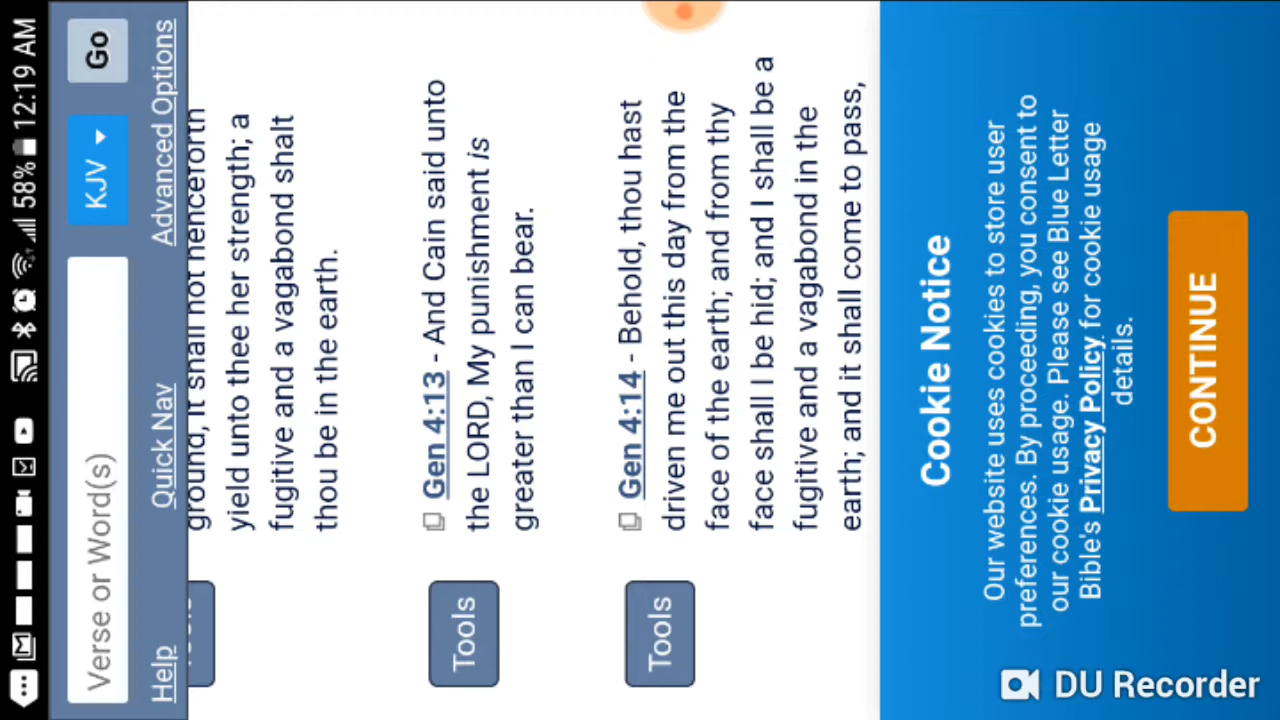 58% 12:19 AM
Verse or Word(s)
KJV
Go
Help
Quick Nav
Advanced Options
Tools
ground, it shall not henceforth
yield unto thee her strength; a
fugitive and a vagabond shalt
thou be in the earth.
Tools
Gen 4:13 - And Cain said unto
the LORD, My punishment is
greater than I can bear.
Tools
Gen 4:14 - Behold, thou hast
driven me out this day from the
face of the earth; and from thy
face shall I be hid; and I shall be a
fugitive and a vagabond in the
earth; and it shall come to pass,
Cookie Notice
Our website uses cookies to store user
preferences. By proceeding, you consent to
our cookie usage. Please see Blue Letter
Bible's Privacy Policy for cookie usage
details.
CONTINUE
DU Recorder